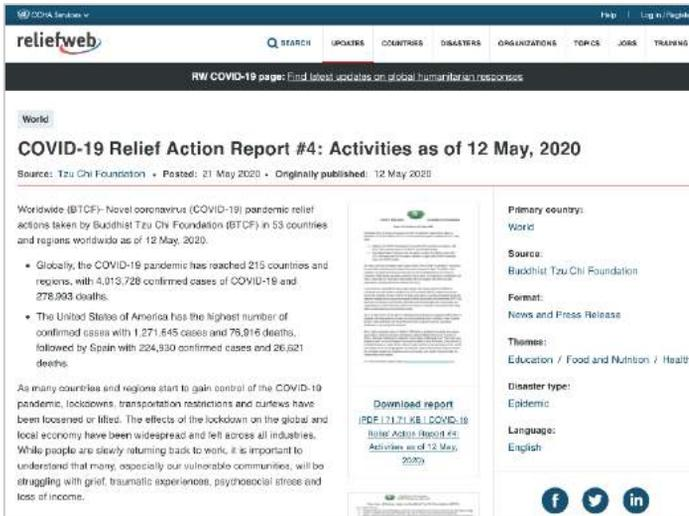 OCHA Services
Help | Log in / Registe
reliefweb
SEARCH UPDATES COUNTRIES DISASTERS ORGANIZATIONS TOPICS JOBS TRAINING
RW COVID-19 page: Find latest updates on global humanitarian responses
World
COVID-19 Relief Action Report #4: Activities as of 12 May, 2020
Source: Tzu Chi Foundation • Posted: 21 May 2020 • Originally published: 12 May 2020
Worldwide (BTCF)- Novel coronavirus (COVID-19) pandemic relief
actions taken by Buddhist Tzu Chi Foundation (BTCF) in 53 countries
and regions worldwide as of 12 May, 2020.
• Globally, the COVID-19 pandemic has reached 215 countries and
regions, with 4,013,728 confirmed cases of COVID-19 and
278,993 deaths.
• The United States of America has the highest number of
confirmed cases with 1,271,645 cases and 76,916 deaths,
followed by Spain with 224,930 confirmed cases and 26,621
deaths.
As many countries and regions start to gain control of the COVID-19
pandemic, lockdowns, transportation restrictions and curfews have
been loosened or lifted. The effects of the lockdown on the global and
local economy have been widespread and felt across all industries.
While people are slowly returning back to work, it is important to
understand that many, especially our vulnerable communities, will be
struggling with grief, traumatic experiences, psychosocial stress and
loss of income.
Download report
(PDF | 71.71 KB | COVID-19
Relief Action Report #4:
Activities as of 12 May,
2020)
Primary country:
World
Source:
Buddhist Tzu Chi Foundation
Format:
News and Press Release
Themes:
Education / Food and Nutrition / Health
Disaster type:
Epidemic
Language:
English